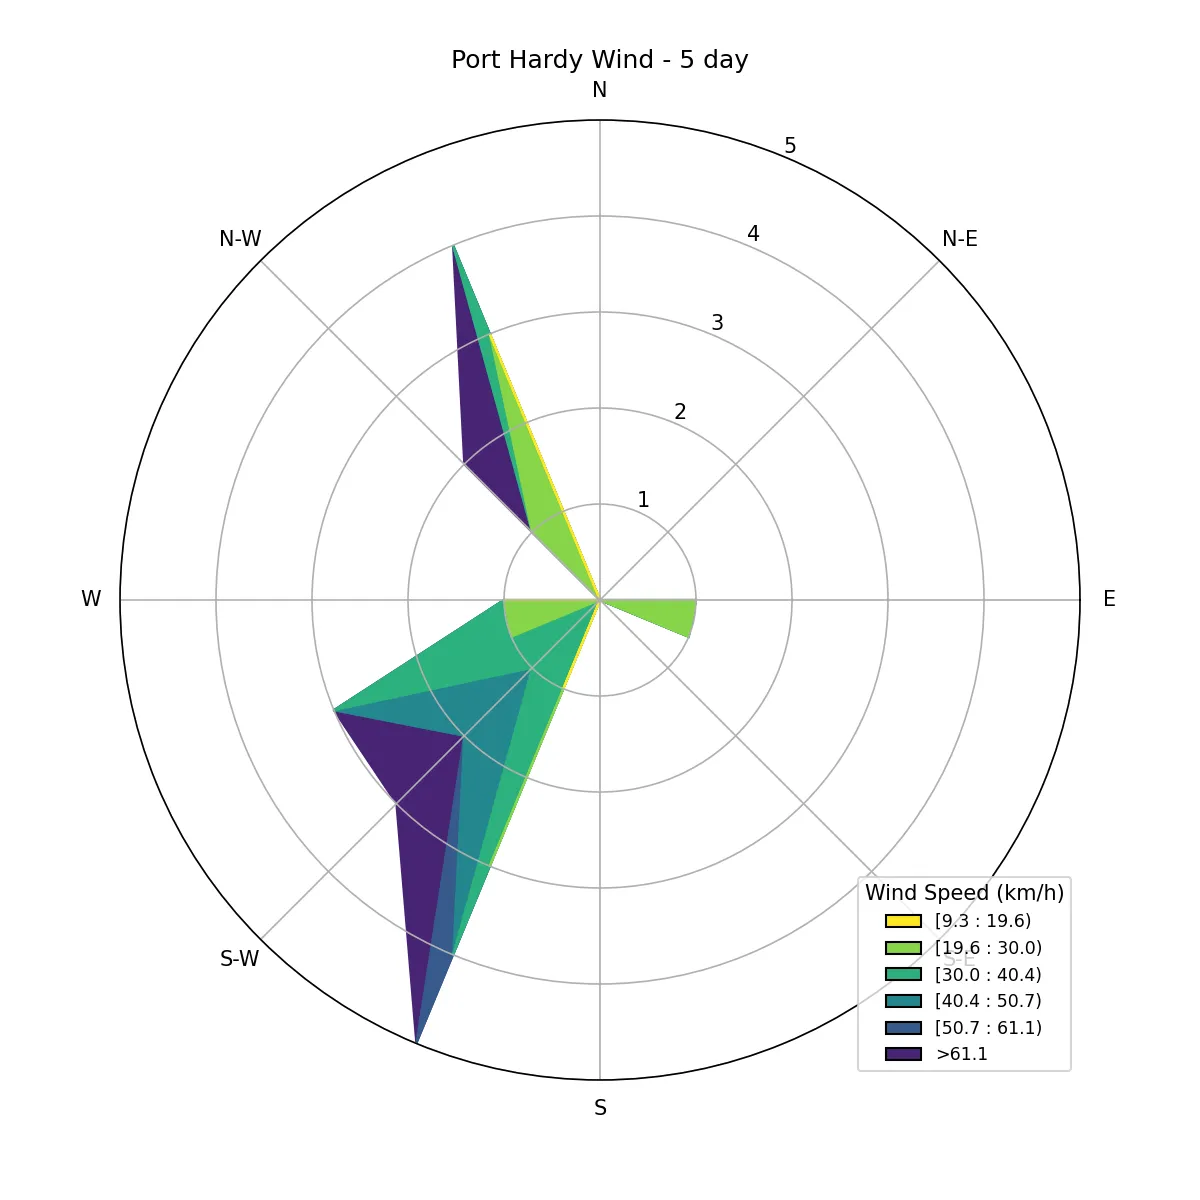 Port Hardy Wind - 5 day
N
5
N-W
4
N-E
3
2
1
W
E
S-W
S-E
S
Wind Speed (km/h)
[9.3 : 19.6)
[19.6 : 30.0)
[30.0 : 40.4)
[40.4 : 50.7)
[50.7 : 61.1)
>61.1